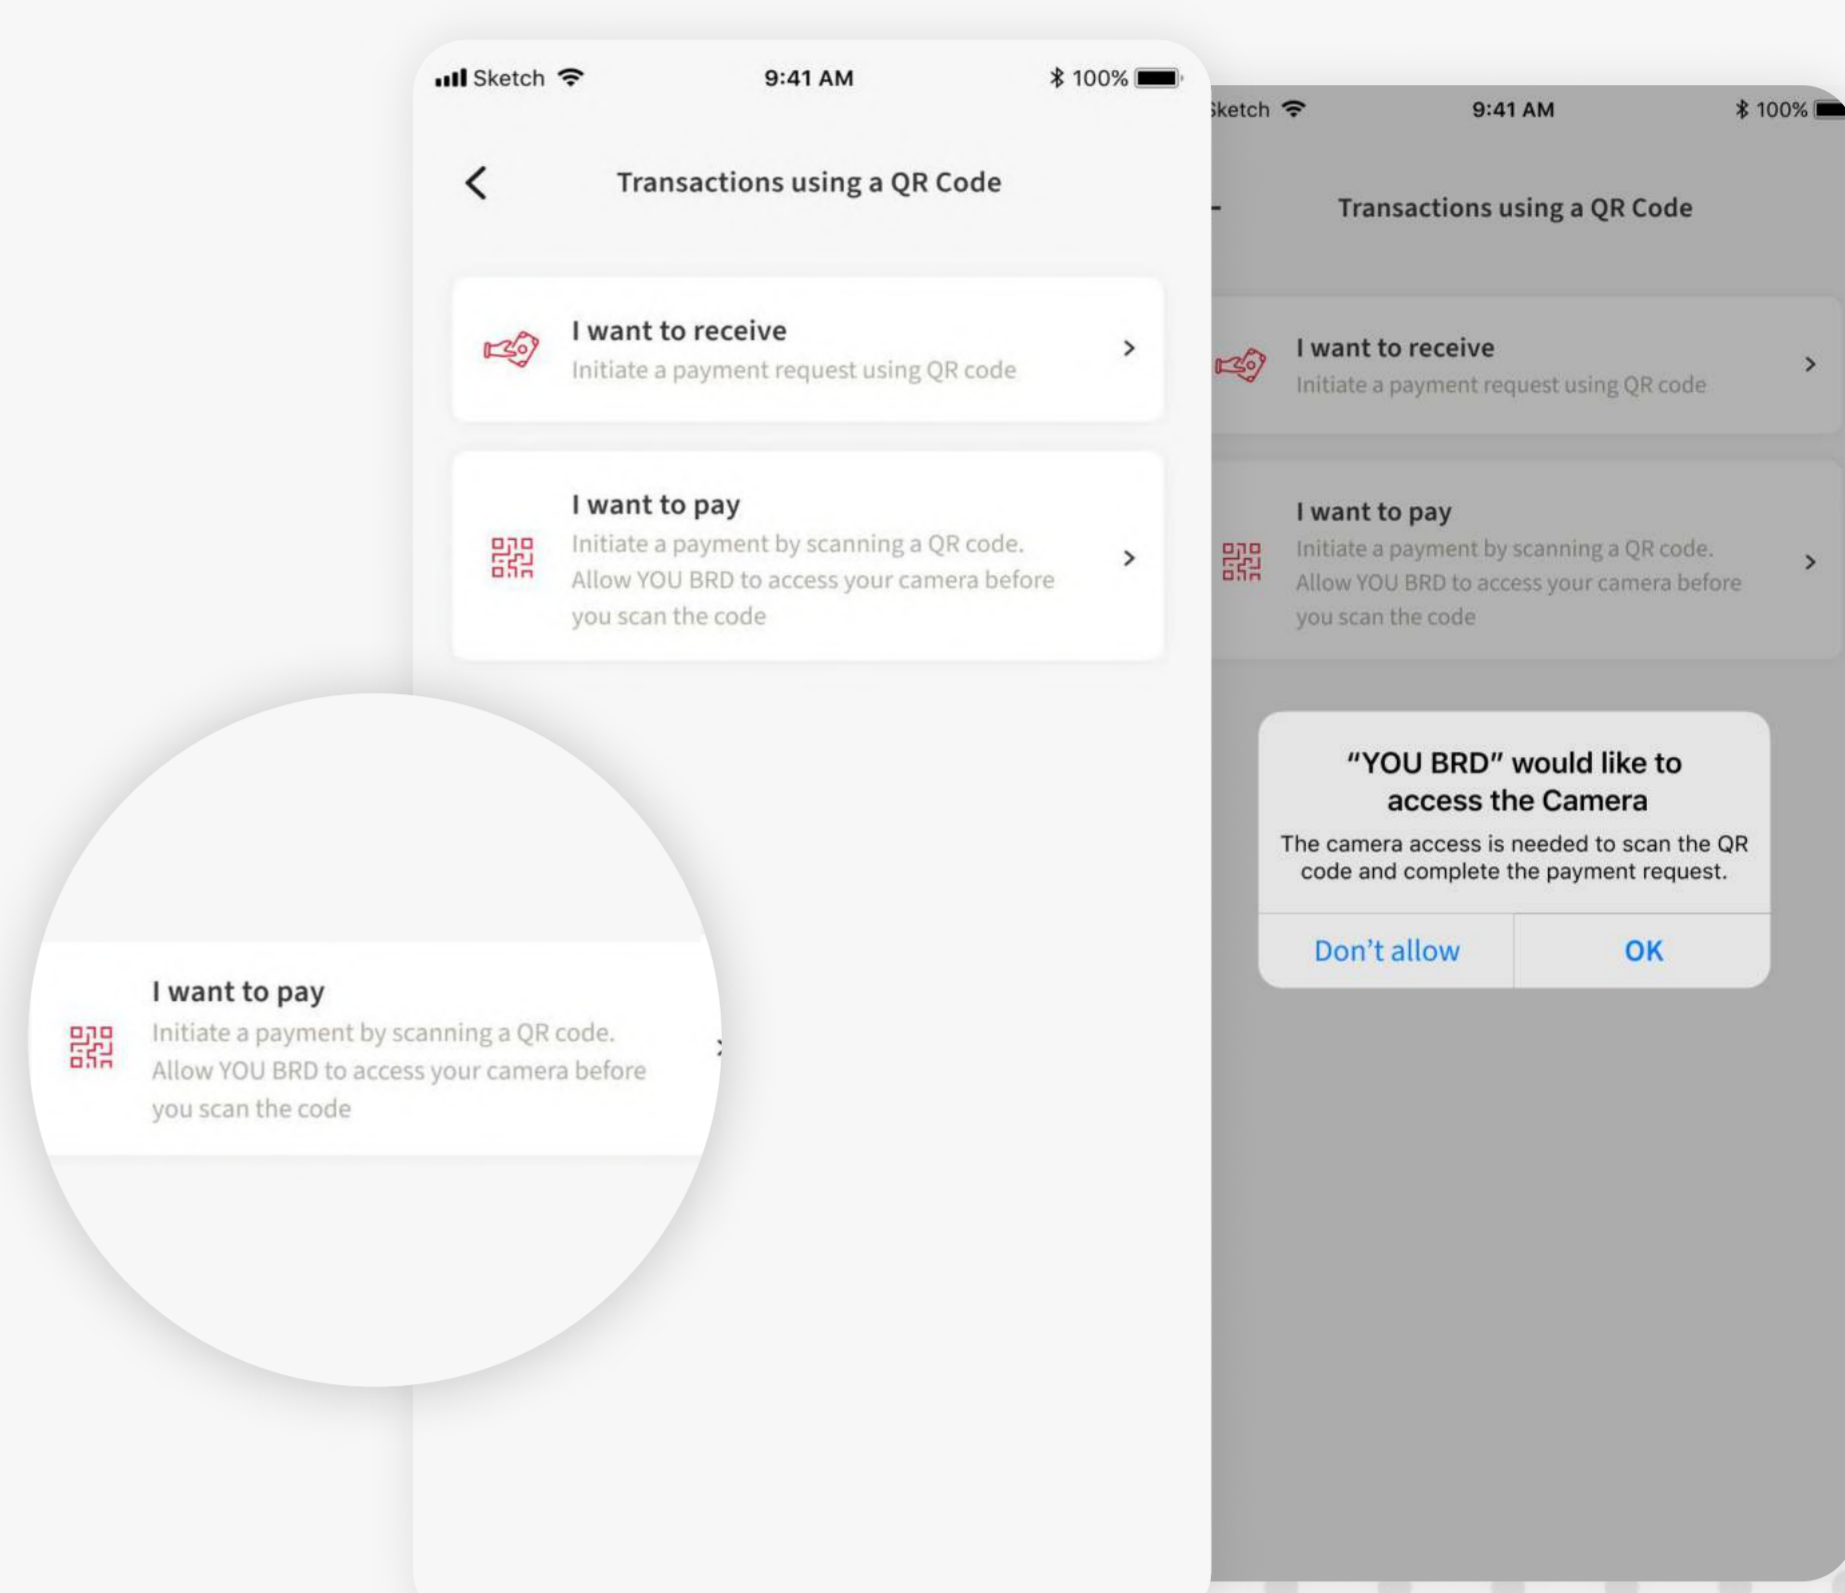 Sketch
9:41 AM
100%
Transactions using a QR Code
I want to receive
Initiate a payment request using QR code
I want to pay
Initiate a payment by scanning a QR code.
Allow YOU BRD to access your camera before
you scan the code
I want to pay
Initiate a payment by scanning a QR code.
Allow YOU BRD to access your camera before
you scan the code
Sketch
9:41 AM
100%
Transactions using a QR Code
I want to receive
Initiate a payment request using QR code
I want to pay
Initiate a payment by scanning a QR code.
Allow YOU BRD to access your camera before
you scan the code
“YOU BRD” would like to
access the Camera
The camera access is needed to scan the QR
code and complete the payment request.
Don’t allow
OK